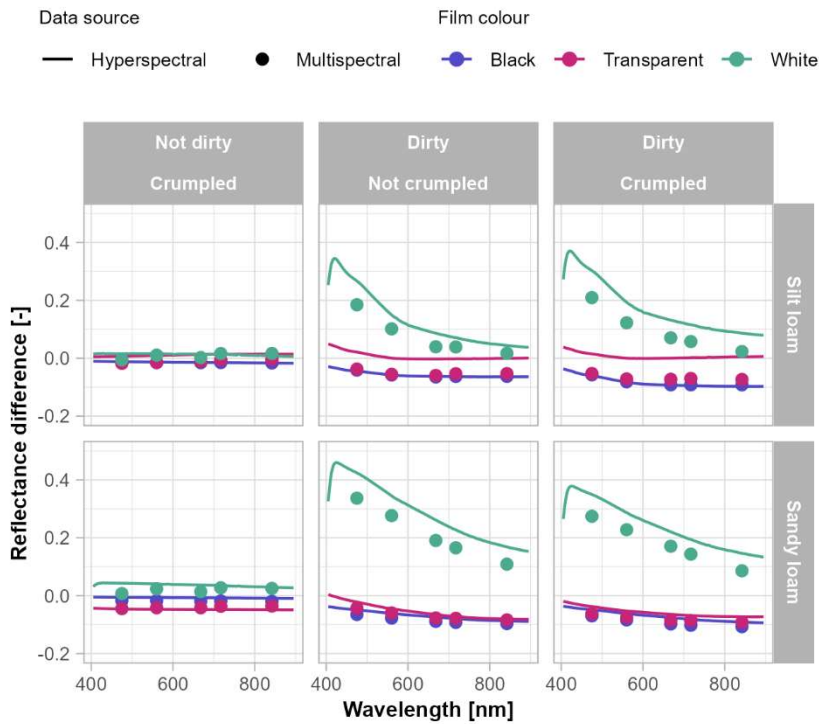 Data source Film colour
Hyperspectral Multispectral Black Transparent White
Not dirty Dirty Dirty
Crumpled Not crumpled Crumpled
0.4
0.2
0.0
-0.2
Silt loam
0.4
0.2
0.0
-0.2
Sandy loam
Reflectance difference [-]
400 600 800 400 600 800 400 600 800
Wavelength [nm]